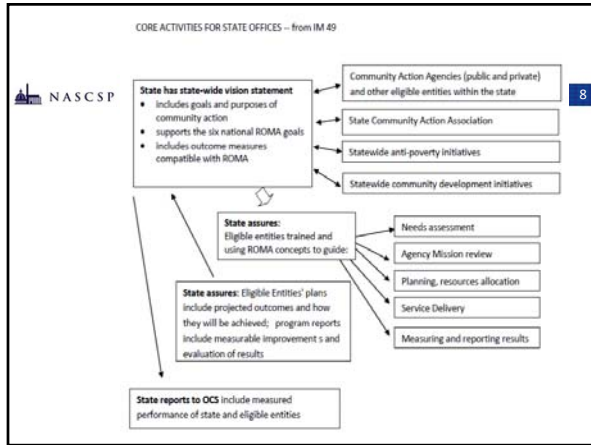 CORE ACTIVITIES FOR STATE OFFICES – from IM 49
NASCSP
8
State has state-wide vision statement
• includes goals and purposes of
community action
• supports the six national ROMA goals
• includes outcome measures
compatible with ROMA
Community Action Agencies (public and private)
and other eligible entities within the state
State Community Action Association
Statewide anti-poverty initiatives
Statewide community development initiatives
State assures:
Eligible entities trained and
using ROMA concepts to guide:
Needs assessment
Agency Mission review
Planning, resources allocation
Service Delivery
Measuring and reporting results
State assures: Eligible Entities' plans
include projected outcomes and how
they will be achieved; program reports
include measurable improvement s and
evaluation of results
State reports to OCS include measured
performance of state and eligible entities